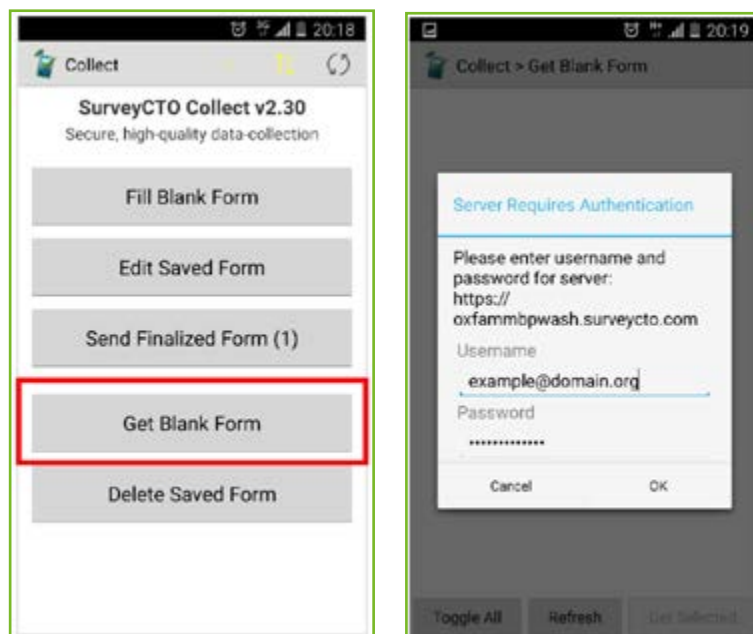 20:18
Collect
SurveyCTO Collect v2.30
Secure, high-quality data-collection
Fill Blank Form
Edit Saved Form
Send Finalized Form (1)
Get Blank Form
Delete Saved Form
20:19
Collect > Get Blank Form
Server Requires Authentication
Please enter username and
password for server:
https://
oxfammbpwash.surveycto.com
Username
example@domain.org
Password
•••••••••••••
Cancel OK
Toggle All Refresh Get Selected